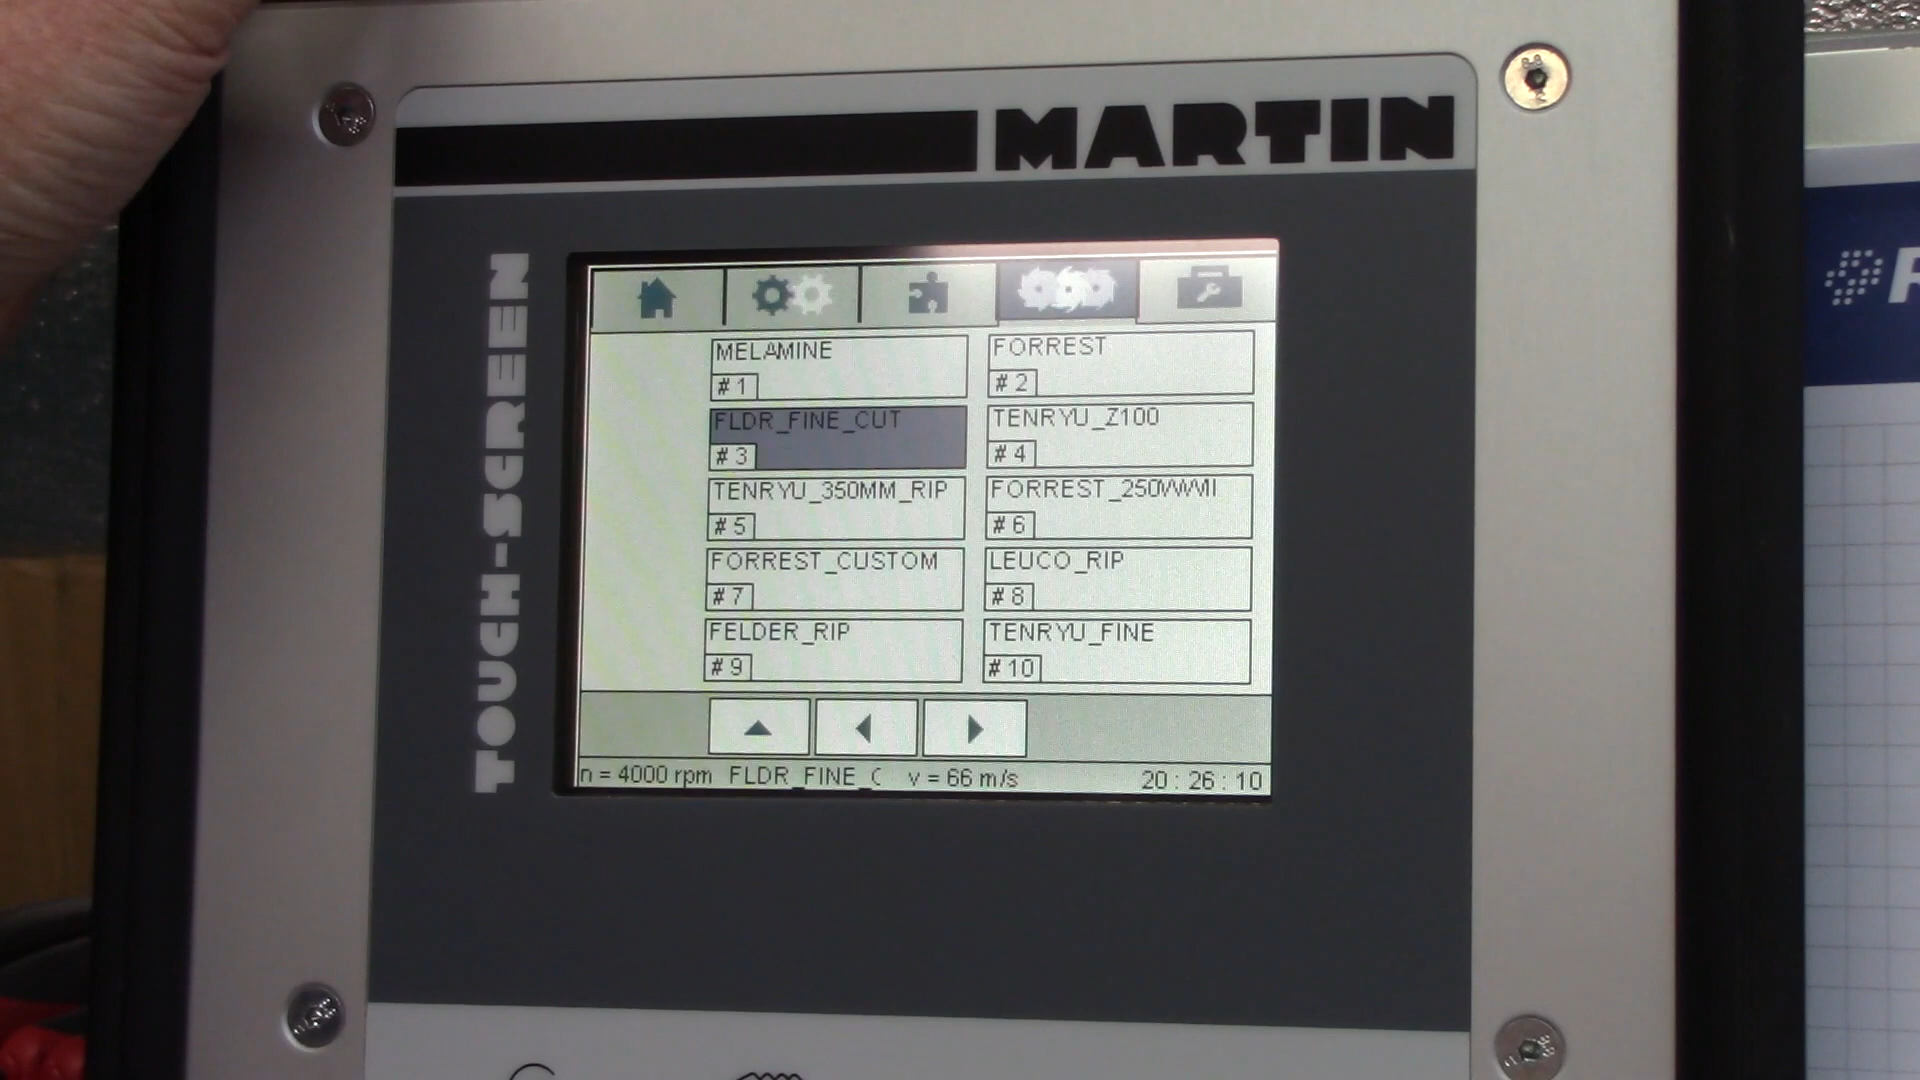 MARTIN
TOUCH-SCREEN
MELAMINE
# 1
FORREST
# 2
FLDR_FINE_CUT
# 3
TENRYU_Z100
# 4
TENRYU_350MM_RIP
# 5
FORREST_250WWII
# 6
FORREST_CUSTOM
# 7
LEUCO_RIP
# 8
FELDER_RIP
# 9
TENRYU_FINE
# 10
n = 4000 rpm FLDR_FINE_C v = 66 m/s 20 : 26 : 10
R